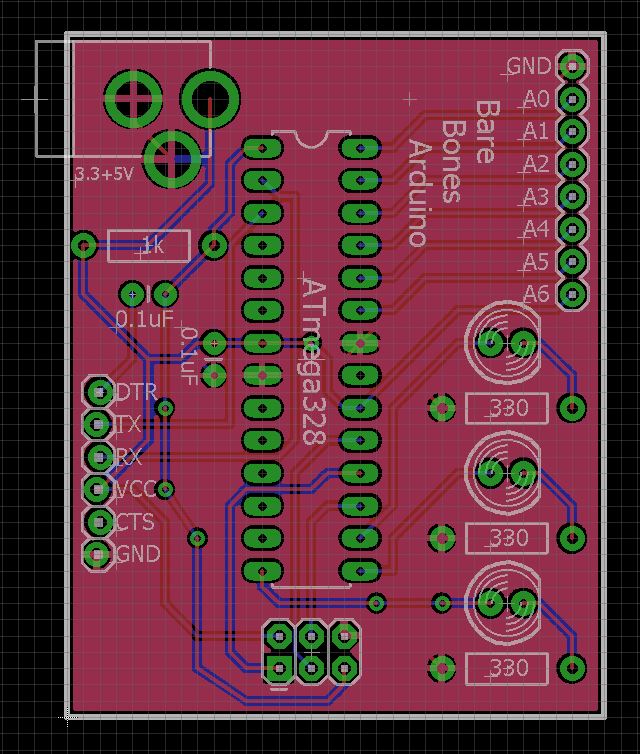 GND
A0
A1
A2
A3
A4
A5
A6
Bare
Bones
Arduino
3.3+5V
1k
0.1uF
0.1uF
ATmega328
DTR
TX
RX
VCC
CTS
GND
330
330
330